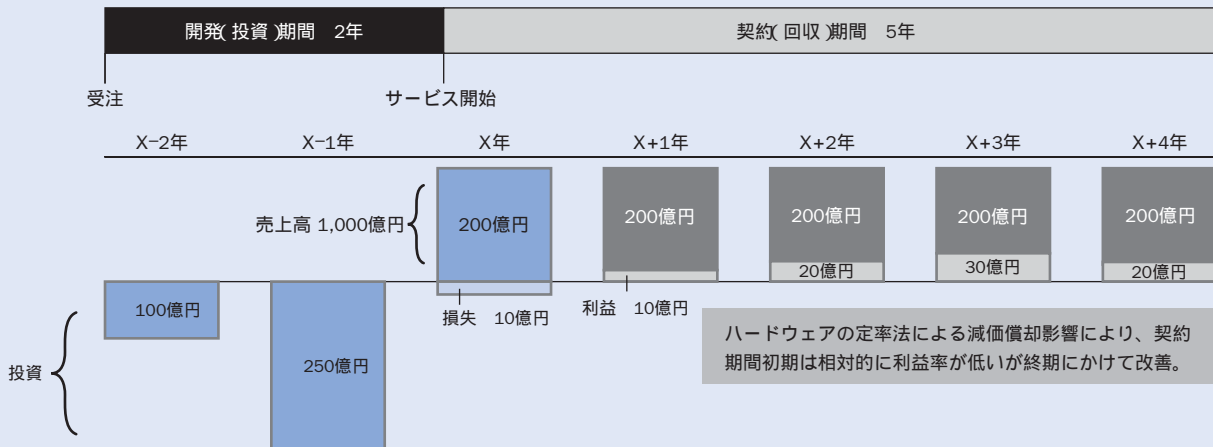 開発(投資)期間 2年
契約(回収)期間 5年
受注
サービス開始
X-2年
X-1年
X年
X+1年
X+2年
X+3年
X+4年
売上高 1,000億円
200億円
200億円
200億円
200億円
200億円
20億円
30億円
20億円
100億円
損失 10億円
利益 10億円
ハードウェアの定率法による減価償却影響により、契約
期間初期は相対的に利益率が低いが終期にかけて改善。
投資
250億円